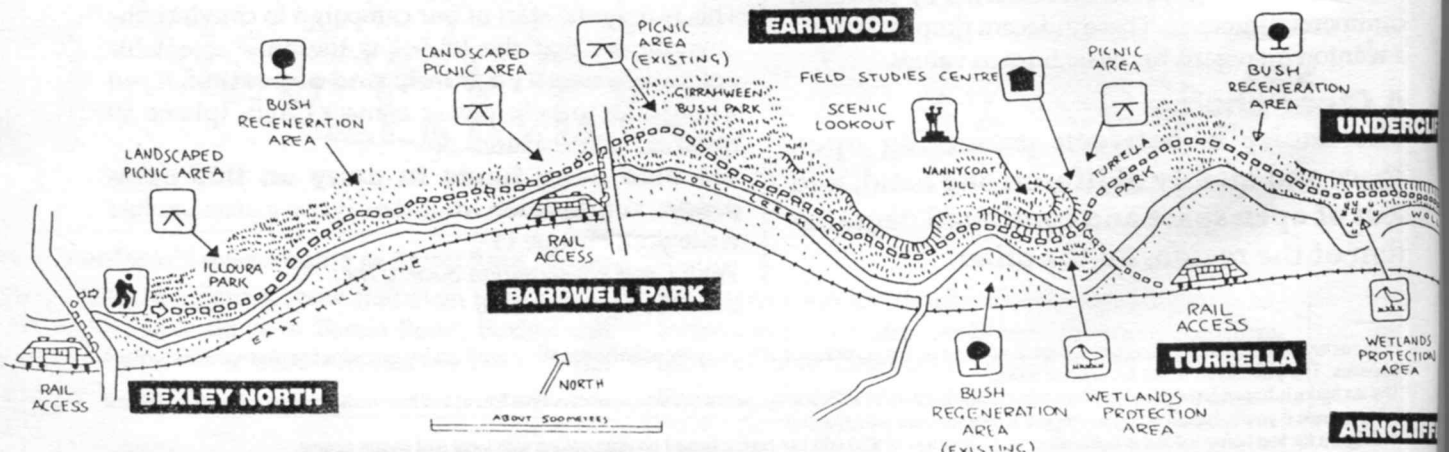 EARLWOOD
BUSH
REGENERATION
AREA
LANDSCAPED
PICNIC AREA
PICNIC
AREA
(EXISTING)
GIRRAHWEEN
BUSH PARK
FIELD STUDIES CENTRE
SCENIC
LOOKOUT
NANNYGOAT
HILL
PICNIC
AREA
TURRELLA
PARK
BUSH
REGENERATION
AREA
UNDERCLIF
LANDSCAPED
PICNIC AREA
ILLOURA
PARK
WOLLI CREEK
EAST HILLS LINE
RAIL
ACCESS
BARDWELL PARK
RAIL
ACCESS
BEXLEY NORTH
NORTH
ABOUT 500METRES
BUSH
REGENERATION
AREA
(EXISTING)
WETLANDS
PROTECTION
AREA
RAIL
ACCESS
TURRELLA
WETLANDS
PROTECTION
AREA
ARNCLIFF